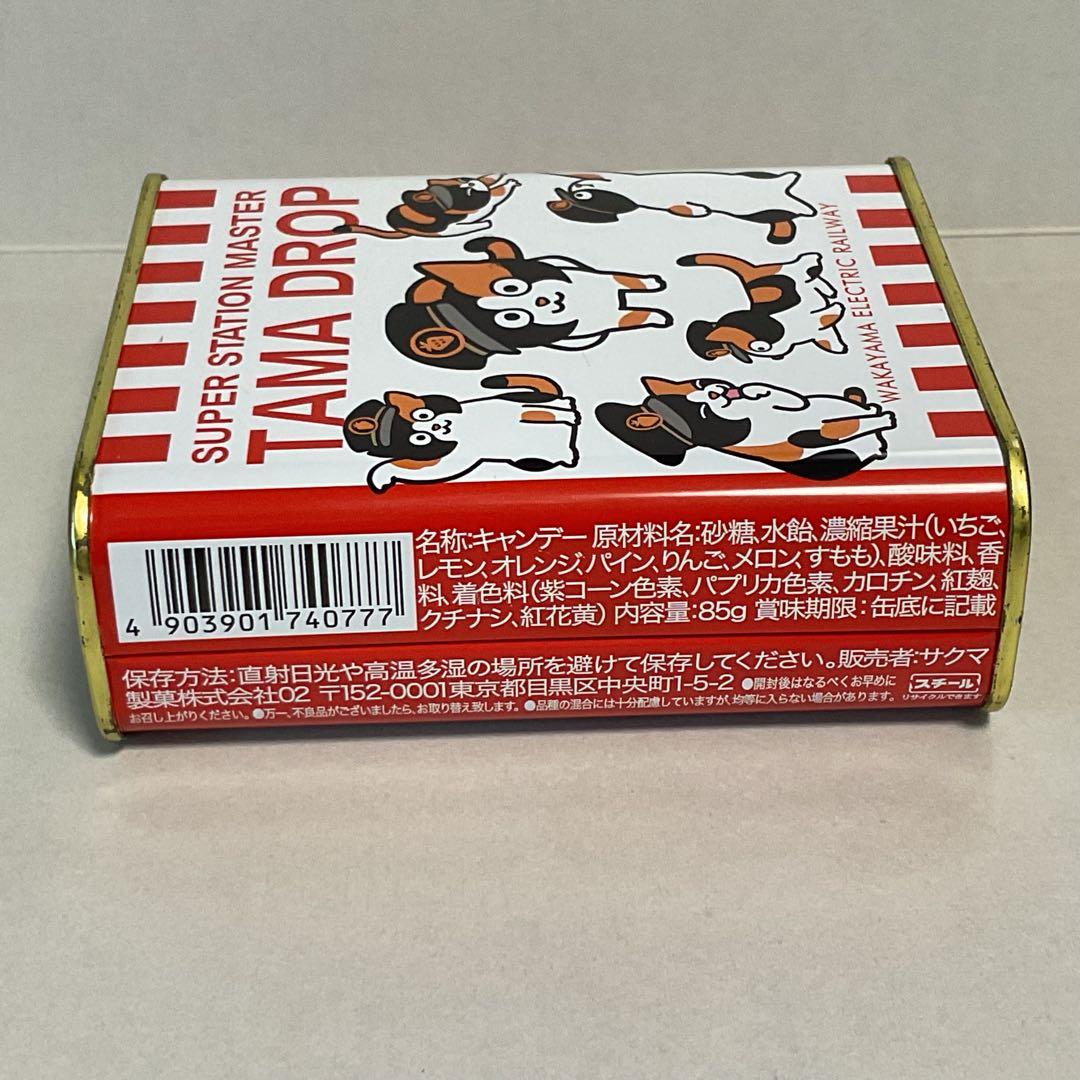 SUPER STATION MASTER
TAMA DROP
WAKAYAMA ELECTRIC RAILWAY
名称:キャンデー 原材料名:砂糖、水飴、濃縮果汁(いちご、
レモン、オレンジ、パイン、りんご、メロン、すもも)、酸味料、香
料、着色料(紫コーン色素、パプリカ色素、カロチン、紅麹、
クチナシ、紅花黄) 内容量:85g 賞味期限:缶底に記載
4 903901 740777
保存方法:直射日光や高温多湿の場所を避けて保存してください。販売者:サクマ
製菓株式会社02 〒152-0001東京都目黒区中央町1-5-2 ●開封後はなるべくお早めに
お召し上がりください。●万一、不良品がございましたら、お取り替え致します。●品種の混合には十分配慮していますが、均等に入らない場合があります。
スチール
リサイクルできます